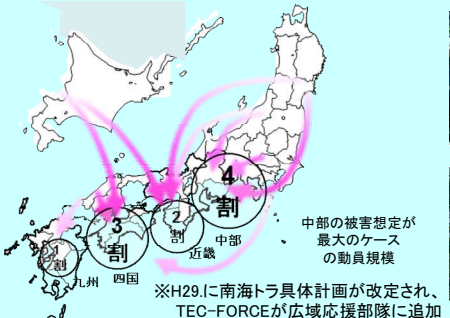 4
割
3
割
2
割
1
割
中部
近畿
四国
九州
中部の被害想定が
最大のケース
の動員規模
※H29.に南海トラ具体計画が改定され、
TEC-FORCEが広域応援部隊に追加